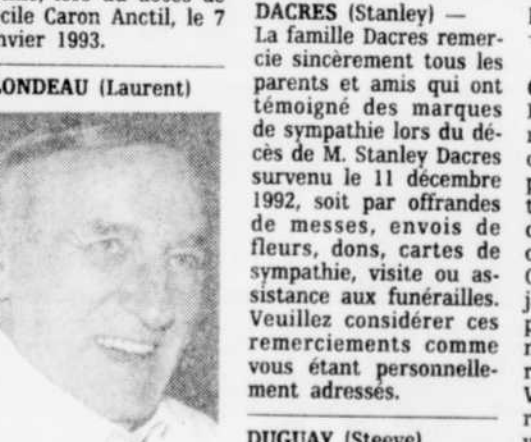 cile Caron Anctil, le 7
1993.
(Laurent)
DACRES (Stanley) —
La famille Dacres remer-
cie sincèrement tous les
parents et amis qui ont
témoigné des marques
de sympathie lors du dé-
cès de M. Stanley Dacres
survenu le 11 décembre
1992, soit par offrandes
de messes, envois de
fleurs, dons, cartes de
sympathie, visite ou as-
sistance aux funérailles.
Veuillez considérer ces
remerciements comme
vous étant personnelle-
ment adressés.
DUGUAY (Steeve)